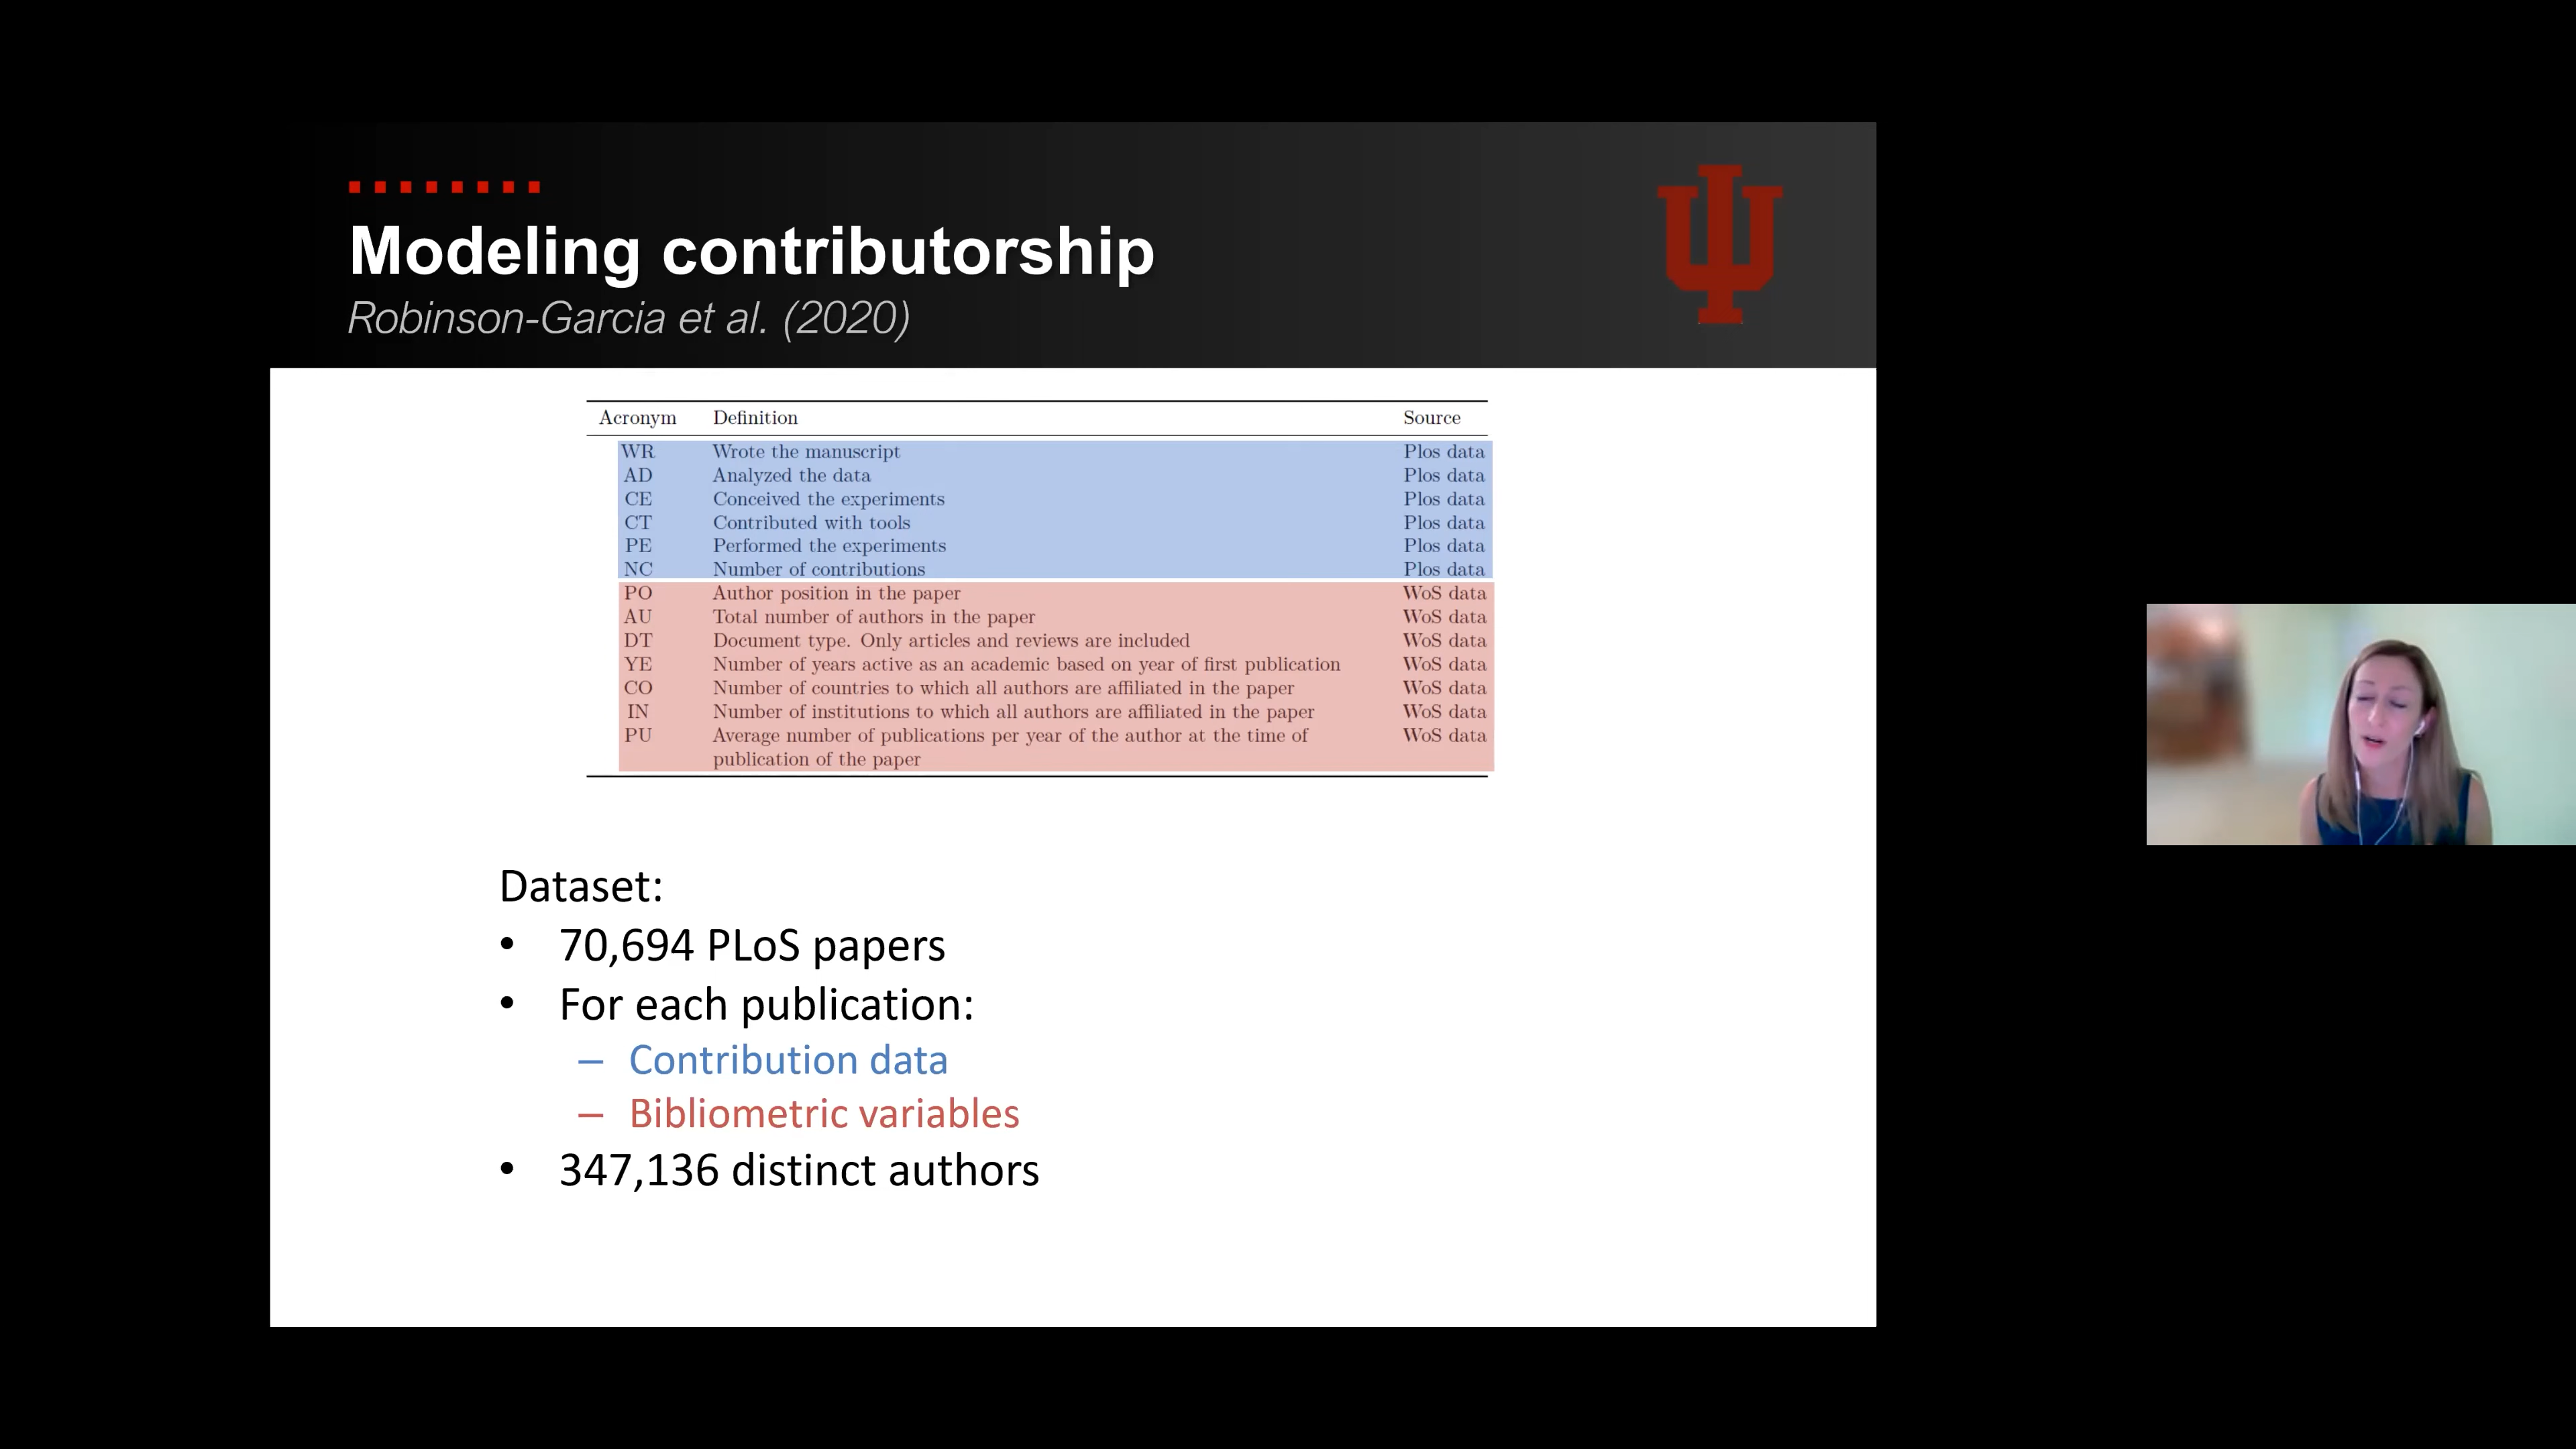 Modeling contributorship
Robinson-Garcia et al. (2020)
Acronym Definition Source
WR Wrote the manuscript Plos data
AD Analyzed the data Plos data
CE Conceived the experiments Plos data
CT Contributed with tools Plos data
PE Performed the experiments Plos data
NC Number of contributions Plos data
PO Author position in the paper WoS data
AU Total number of authors in the paper WoS data
DT Document type. Only articles and reviews are included WoS data
YE Number of years active as an academic based on year of first publication WoS data
CO Number of countries to which all authors are affiliated in the paper WoS data
IN Number of institutions to which all authors are affiliated in the paper WoS data
PU Average number of publications per year of the author at the time of WoS data
publication of the paper
Dataset:
• 70,694 PLoS papers
• For each publication:
– Contribution data
– Bibliometric variables
• 347,136 distinct authors